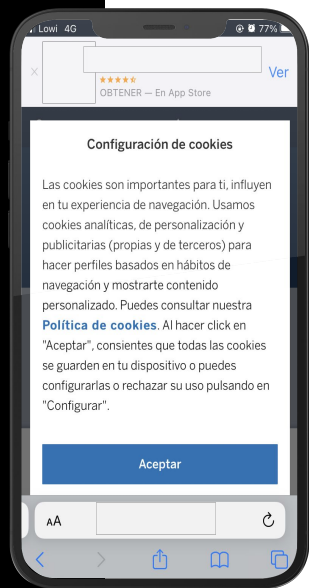 Lowi 4G
77%
Ver
OBTENER — En App Store
Configuración de cookies
Las cookies son importantes para ti, influyen
en tu experiencia de navegación. Usamos
cookies analíticas, de personalización y
publicitarias (propias y de terceros) para
hacer perfiles basados en hábitos de
navegación y mostrarte contenido
personalizado. Puedes consultar nuestra
Política de cookies. Al hacer click en
"Aceptar", consientes que todas las cookies
se guarden en tu dispositivo o puedes
configurarlas o rechazar su uso pulsando en
"Configurar".
Aceptar
AA